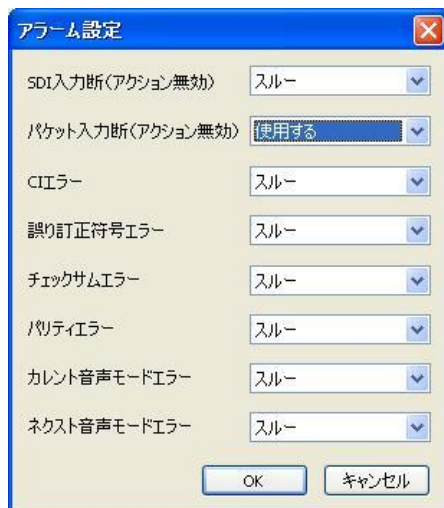 アラーム設定
SDI入力断(アクション無効) スルー
パケット入力断(アクション無効) 使用する
CIエラー スルー
誤り訂正符号エラー スルー
チェックサムエラー スルー
パリティエラー スルー
カレント音声モードエラー スルー
ネクスト音声モードエラー スルー
OK キャンセル